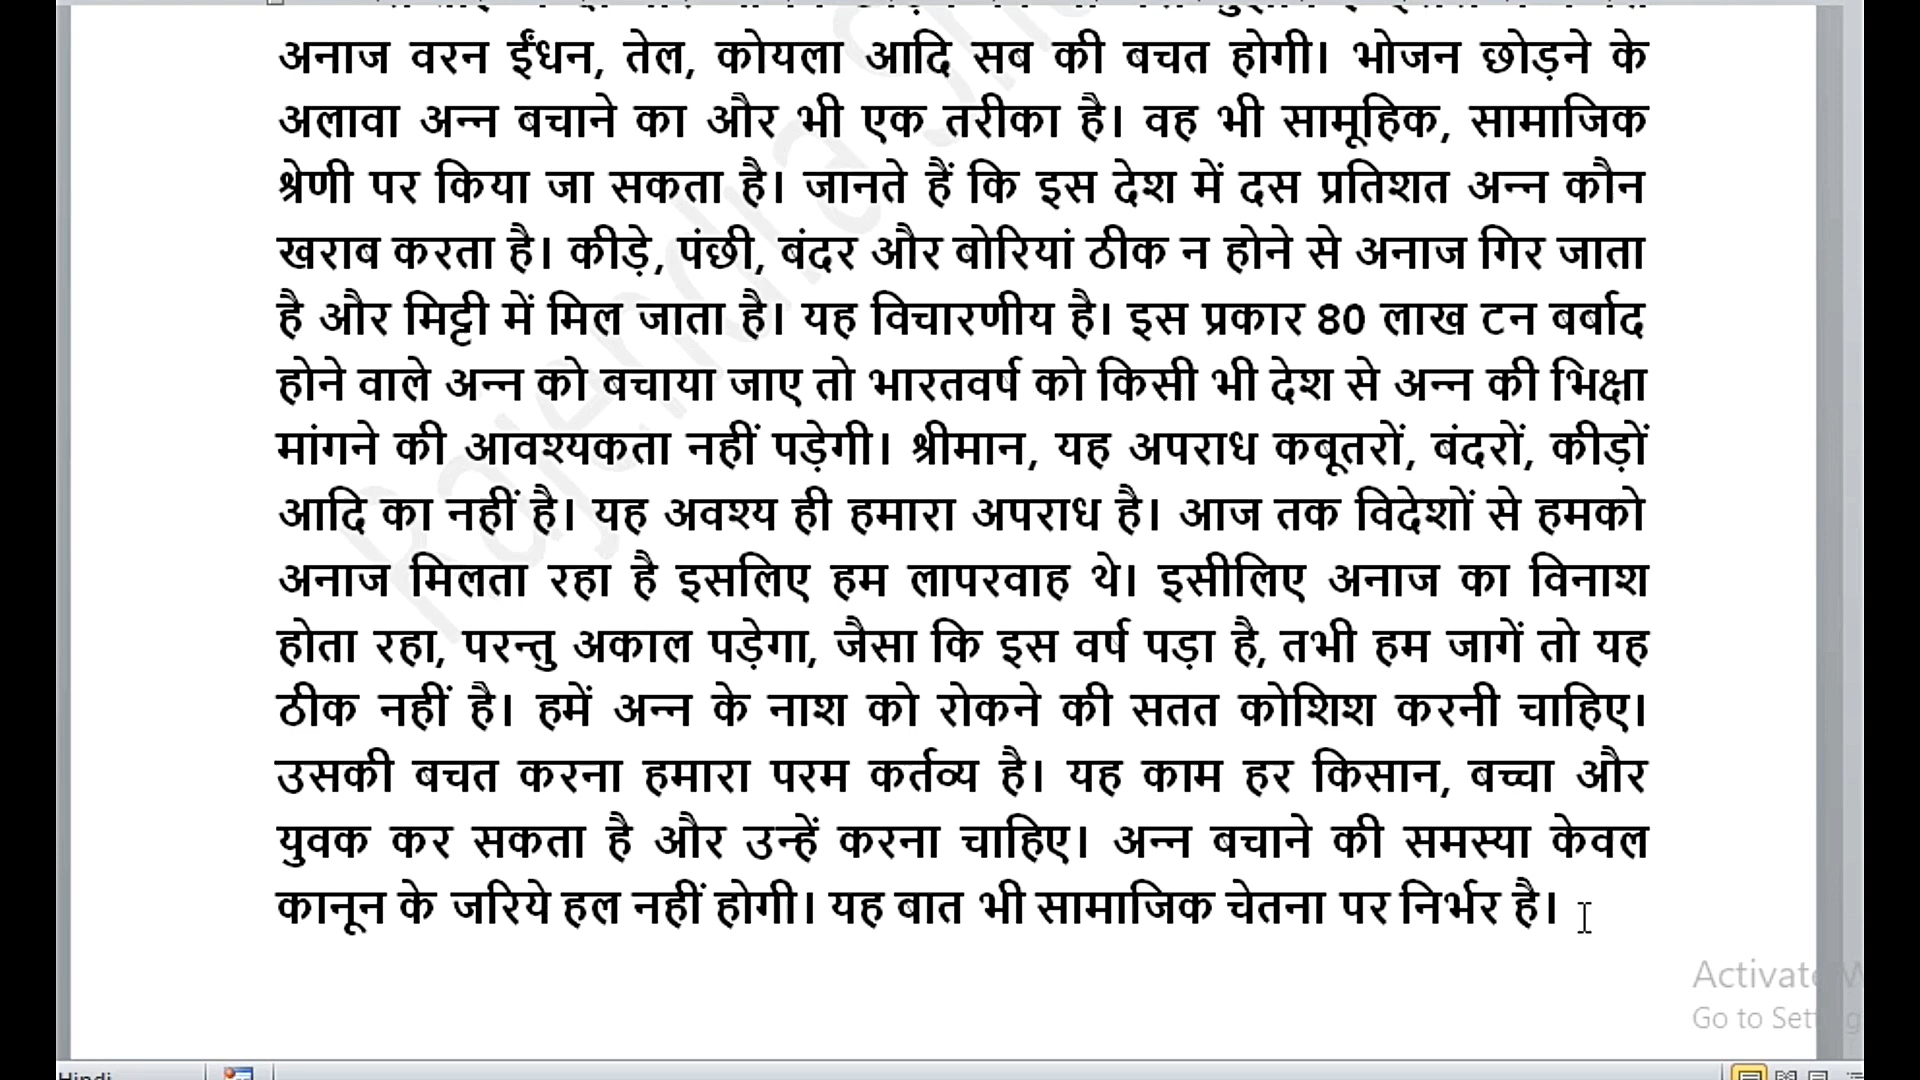 अनाज वरन ईंधन, तेल, कोयला आदि सब की बचत होगी। भोजन छोड़ने के
अलावा अन्न बचाने का और भी एक तरीका है। वह भी सामूहिक, सामाजिक
श्रेणी पर किया जा सकता है। जानते हैं कि इस देश में दस प्रतिशत अन्न कौन
खराब करता है। कीड़े, पंछी, बंदर और बोरियां ठीक न होने से अनाज गिर जाता
है और मिट्टी में मिल जाता है। यह विचारणीय है। इस प्रकार 80 लाख टन बर्बाद
होने वाले अन्न को बचाया जाए तो भारतवर्ष को किसी भी देश से अन्न की भिक्षा
मांगने की आवश्यकता नहीं पड़ेगी। श्रीमान, यह अपराध कबूतरों, बंदरों, कीड़ों
आदि का नहीं है। यह अवश्य ही हमारा अपराध है। आज तक विदेशों से हमको
अनाज मिलता रहा है इसलिए हम लापरवाह थे। इसीलिए अनाज का विनाश
होता रहा, परन्तु अकाल पड़ेगा, जैसा कि इस वर्ष पड़ा है, तभी हम जागें तो यह
ठीक नहीं है। हमें अन्न के नाश को रोकने की सतत कोशिश करनी चाहिए।
उसकी बचत करना हमारा परम कर्तव्य है। यह काम हर किसान, बच्चा और
युवक कर सकता है और उन्हें करना चाहिए। अन्न बचाने की समस्या केवल
कानून के जरिये हल नहीं होगी। यह बात भी सामाजिक चेतना पर निर्भर है।
Rajendra
Activate
Go to
Hindi